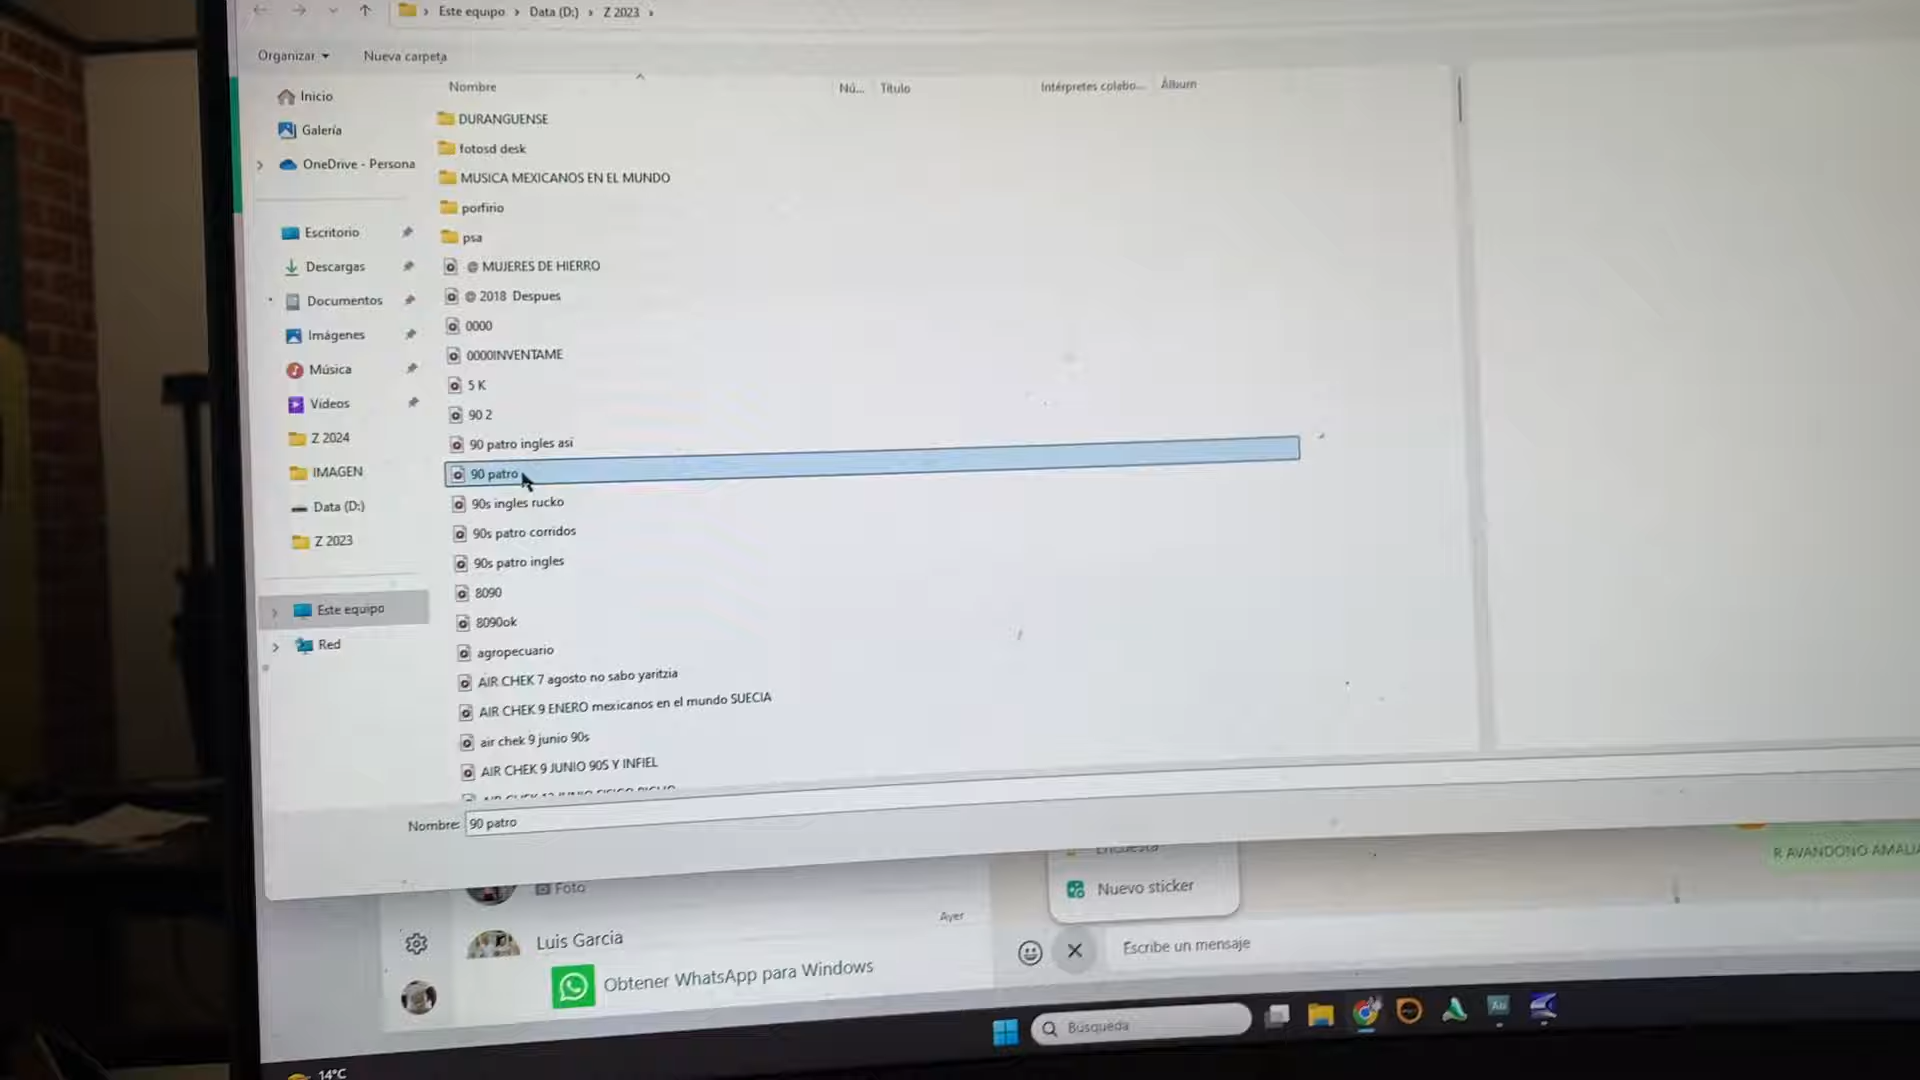 Este equipo > Data (D:) > Z 2023 >
Organizar Nueva carpeta
Nombre Nú... Título Intérpretes colabo... Álbum
Inicio
Galería
OneDrive - Persona
Escritorio
Descargas
Documentos
Imágenes
Música
Vídeos
Z 2024
IMAGEN
Data (D:)
Z 2023
Este equipo
Red
DURANGUENSE
fotosd desk
MUSICA MEXICANOS EN EL MUNDO
porfirio
psa
@ MUJERES DE HIERRO
@ 2018 Despues
0000
0000INVENTAME
5 K
90 2
90 patro ingles asi
90 patro
90s ingles rucko
90s patro corridos
90s patro ingles
8090
8090ok
agropecuario
AIR CHEK 7 agosto no sabo yaritzia
AIR CHEK 9 ENERO mexicanos en el mundo SUECIA
air chek 9 junio 90s
AIR CHEK 9 JUNIO 90S Y INFIEL
Nombre: 90 patro
R AVANDONO AMALIA
Encuesta
Foto
Nuevo sticker
Ayer
Luis Garcia
Escribe un mensaje
Obtener WhatsApp para Windows
Búsqueda
Au
14°C